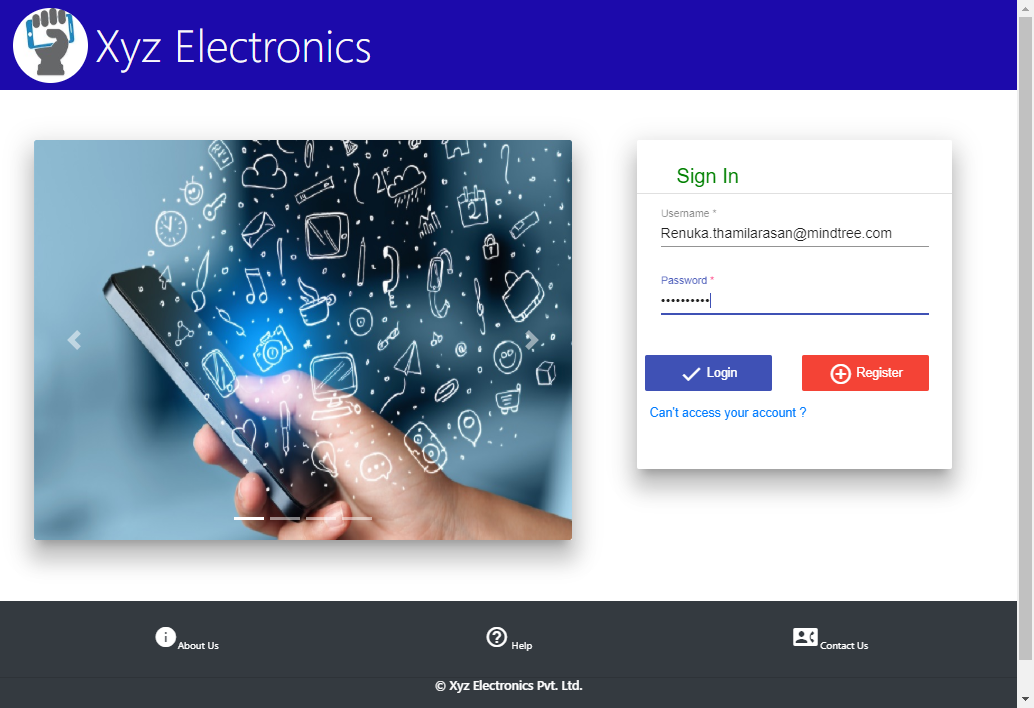 Xyz Electronics
Sign In
Username *
Renuka.thamilarasan@mindtree.com
Password *
••••••••••
Login
Register
Can't access your account ?
About Us
Help
Contact Us
© Xyz Electronics Pvt. Ltd.